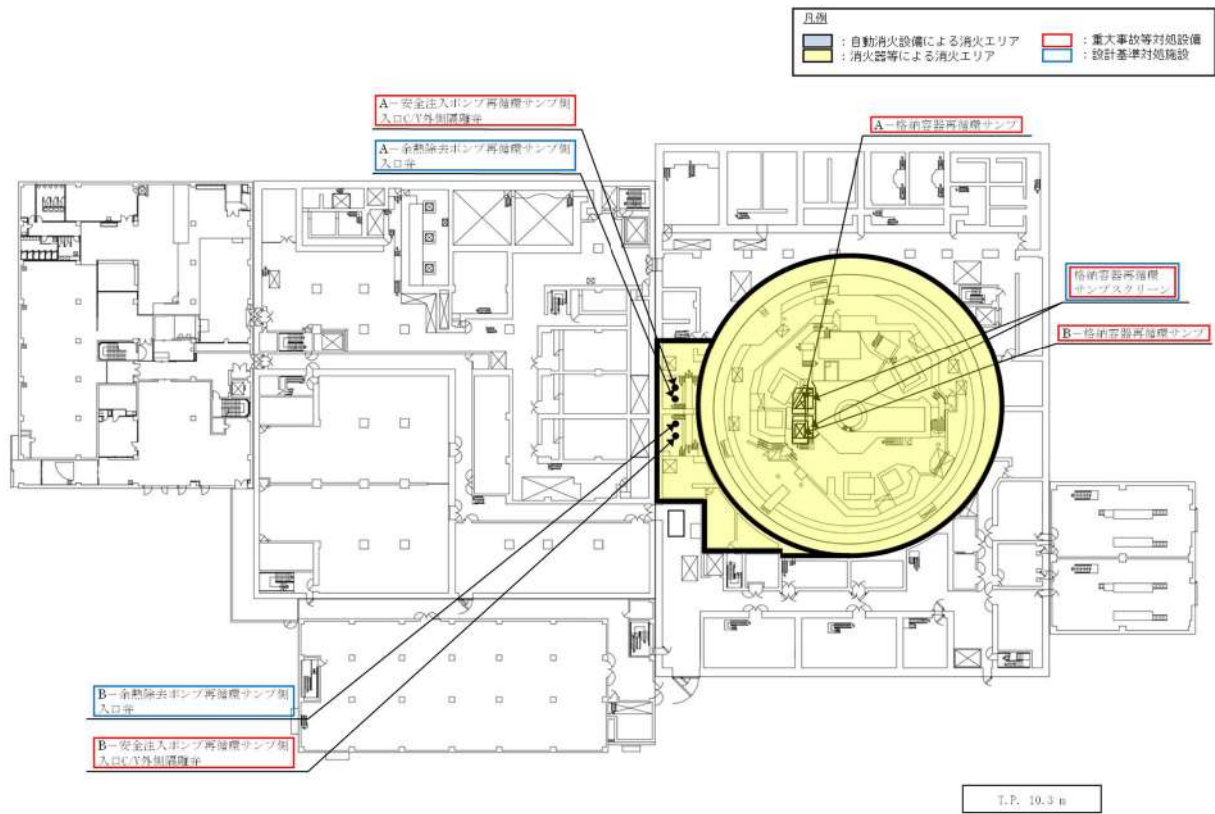 凡例
：自動消火設備による消火エリア
：重大事故等対処設備
：消火器等による消火エリア
：設計基準対処施設
A－安全注入ポンプ再循環サンプ側
入口C/V外側隔離弁
A－格納容器再循環サンプ
A－余熱除去ポンプ再循環サンプ側
入口弁
格納容器再循環
サンプスクリーン
B－格納容器再循環サンプ
B－余熱除去ポンプ再循環サンプ側
入口弁
B－安全注入ポンプ再循環サンプ側
入口C/V外側隔離弁
T.P. 10.3 m